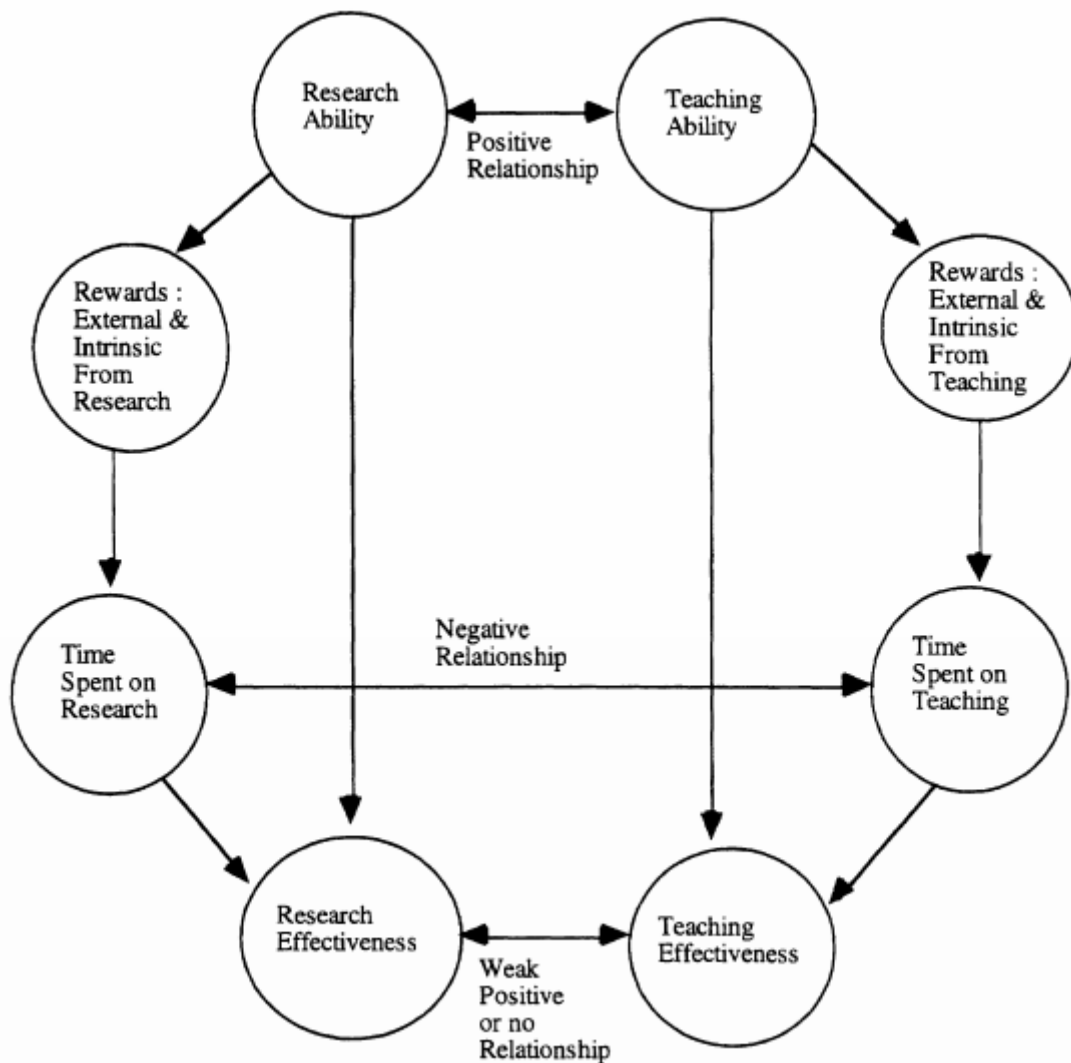 Research
Ability
Teaching
Ability
Positive
Relationship
Rewards :
External &
Intrinsic
From
Research
Rewards :
External &
Intrinsic
From
Teaching
Negative
Relationship
Time
Spent on
Research
Time
Spent on
Teaching
Research
Effectiveness
Teaching
Effectiveness
Weak
Positive
or no
Relationship